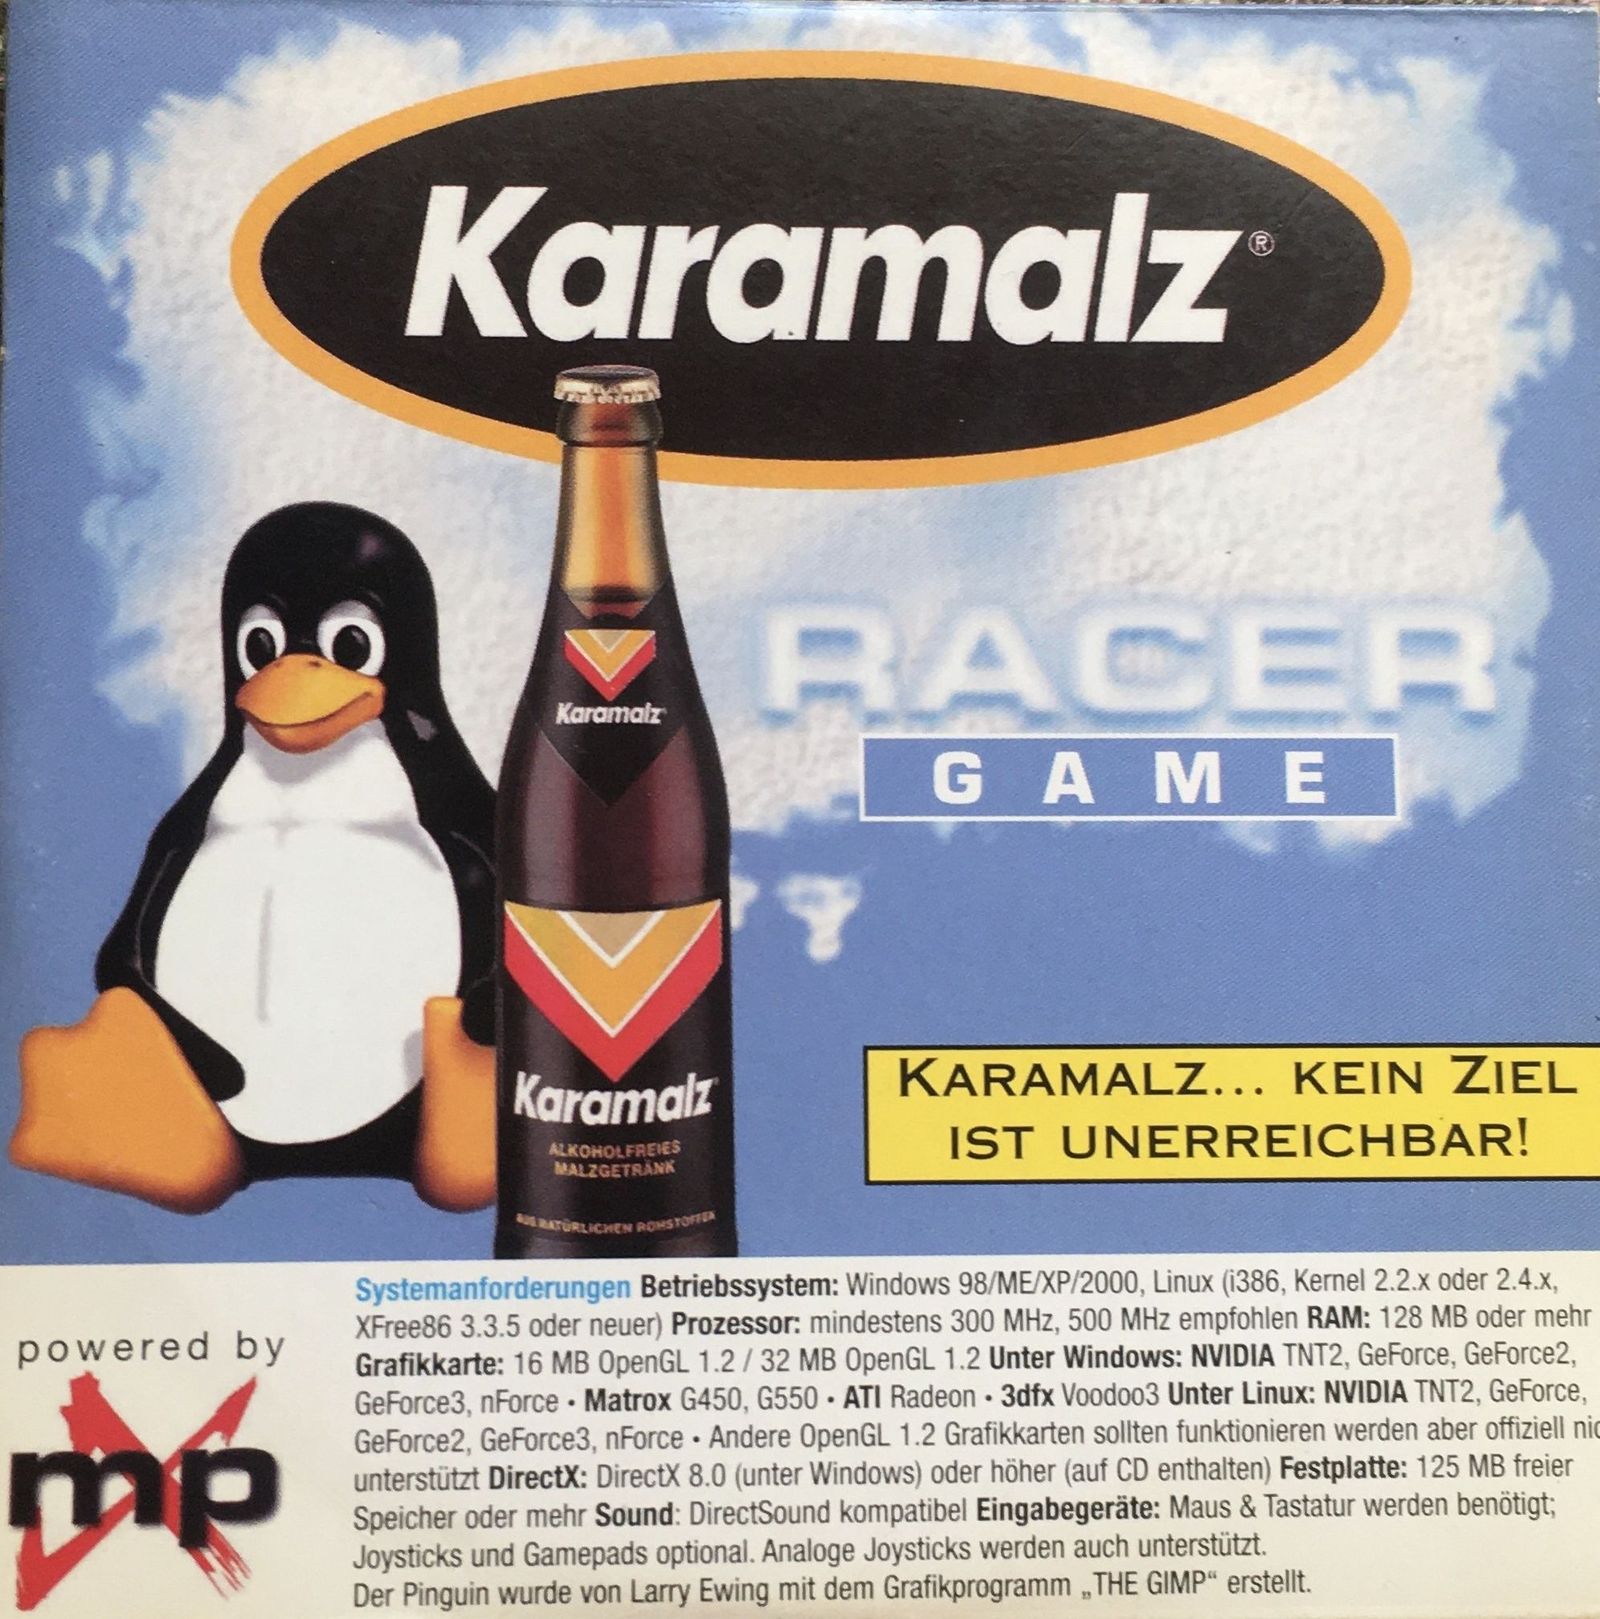 Karamalz®
RACER
GAME
Karamalz
Karamalz
ALKOHOLFREIES
MALZGETRÄNK
AUS NATÜRLICHEN ROHSTOFFEN
KARAMALZ... KEIN ZIEL
IST UNERREICHBAR!
powered by
mp
Systemanforderungen Betriebssystem: Windows 98/ME/XP/2000, Linux (i386, Kernel 2.2.x oder 2.4.x,
XFree86 3.3.5 oder neuer) Prozessor: mindestens 300 MHz, 500 MHz empfohlen RAM: 128 MB oder mehr
Grafikkarte: 16 MB OpenGL 1.2 / 32 MB OpenGL 1.2 Unter Windows: NVIDIA TNT2, GeForce, GeForce2,
GeForce3, nForce • Matrox G450, G550 • ATI Radeon • 3dfx Voodoo3 Unter Linux: NVIDIA TNT2, GeForce,
GeForce2, GeForce3, nForce • Andere OpenGL 1.2 Grafikkarten sollten funktionieren werden aber offiziell nic
unterstützt DirectX: DirectX 8.0 (unter Windows) oder höher (auf CD enthalten) Festplatte: 125 MB freier
Speicher oder mehr Sound: DirectSound kompatibel Eingabegeräte: Maus & Tastatur werden benötigt;
Joysticks und Gamepads optional. Analoge Joysticks werden auch unterstützt.
Der Pinguin wurde von Larry Ewing mit dem Grafikprogramm „THE GIMP“ erstellt.